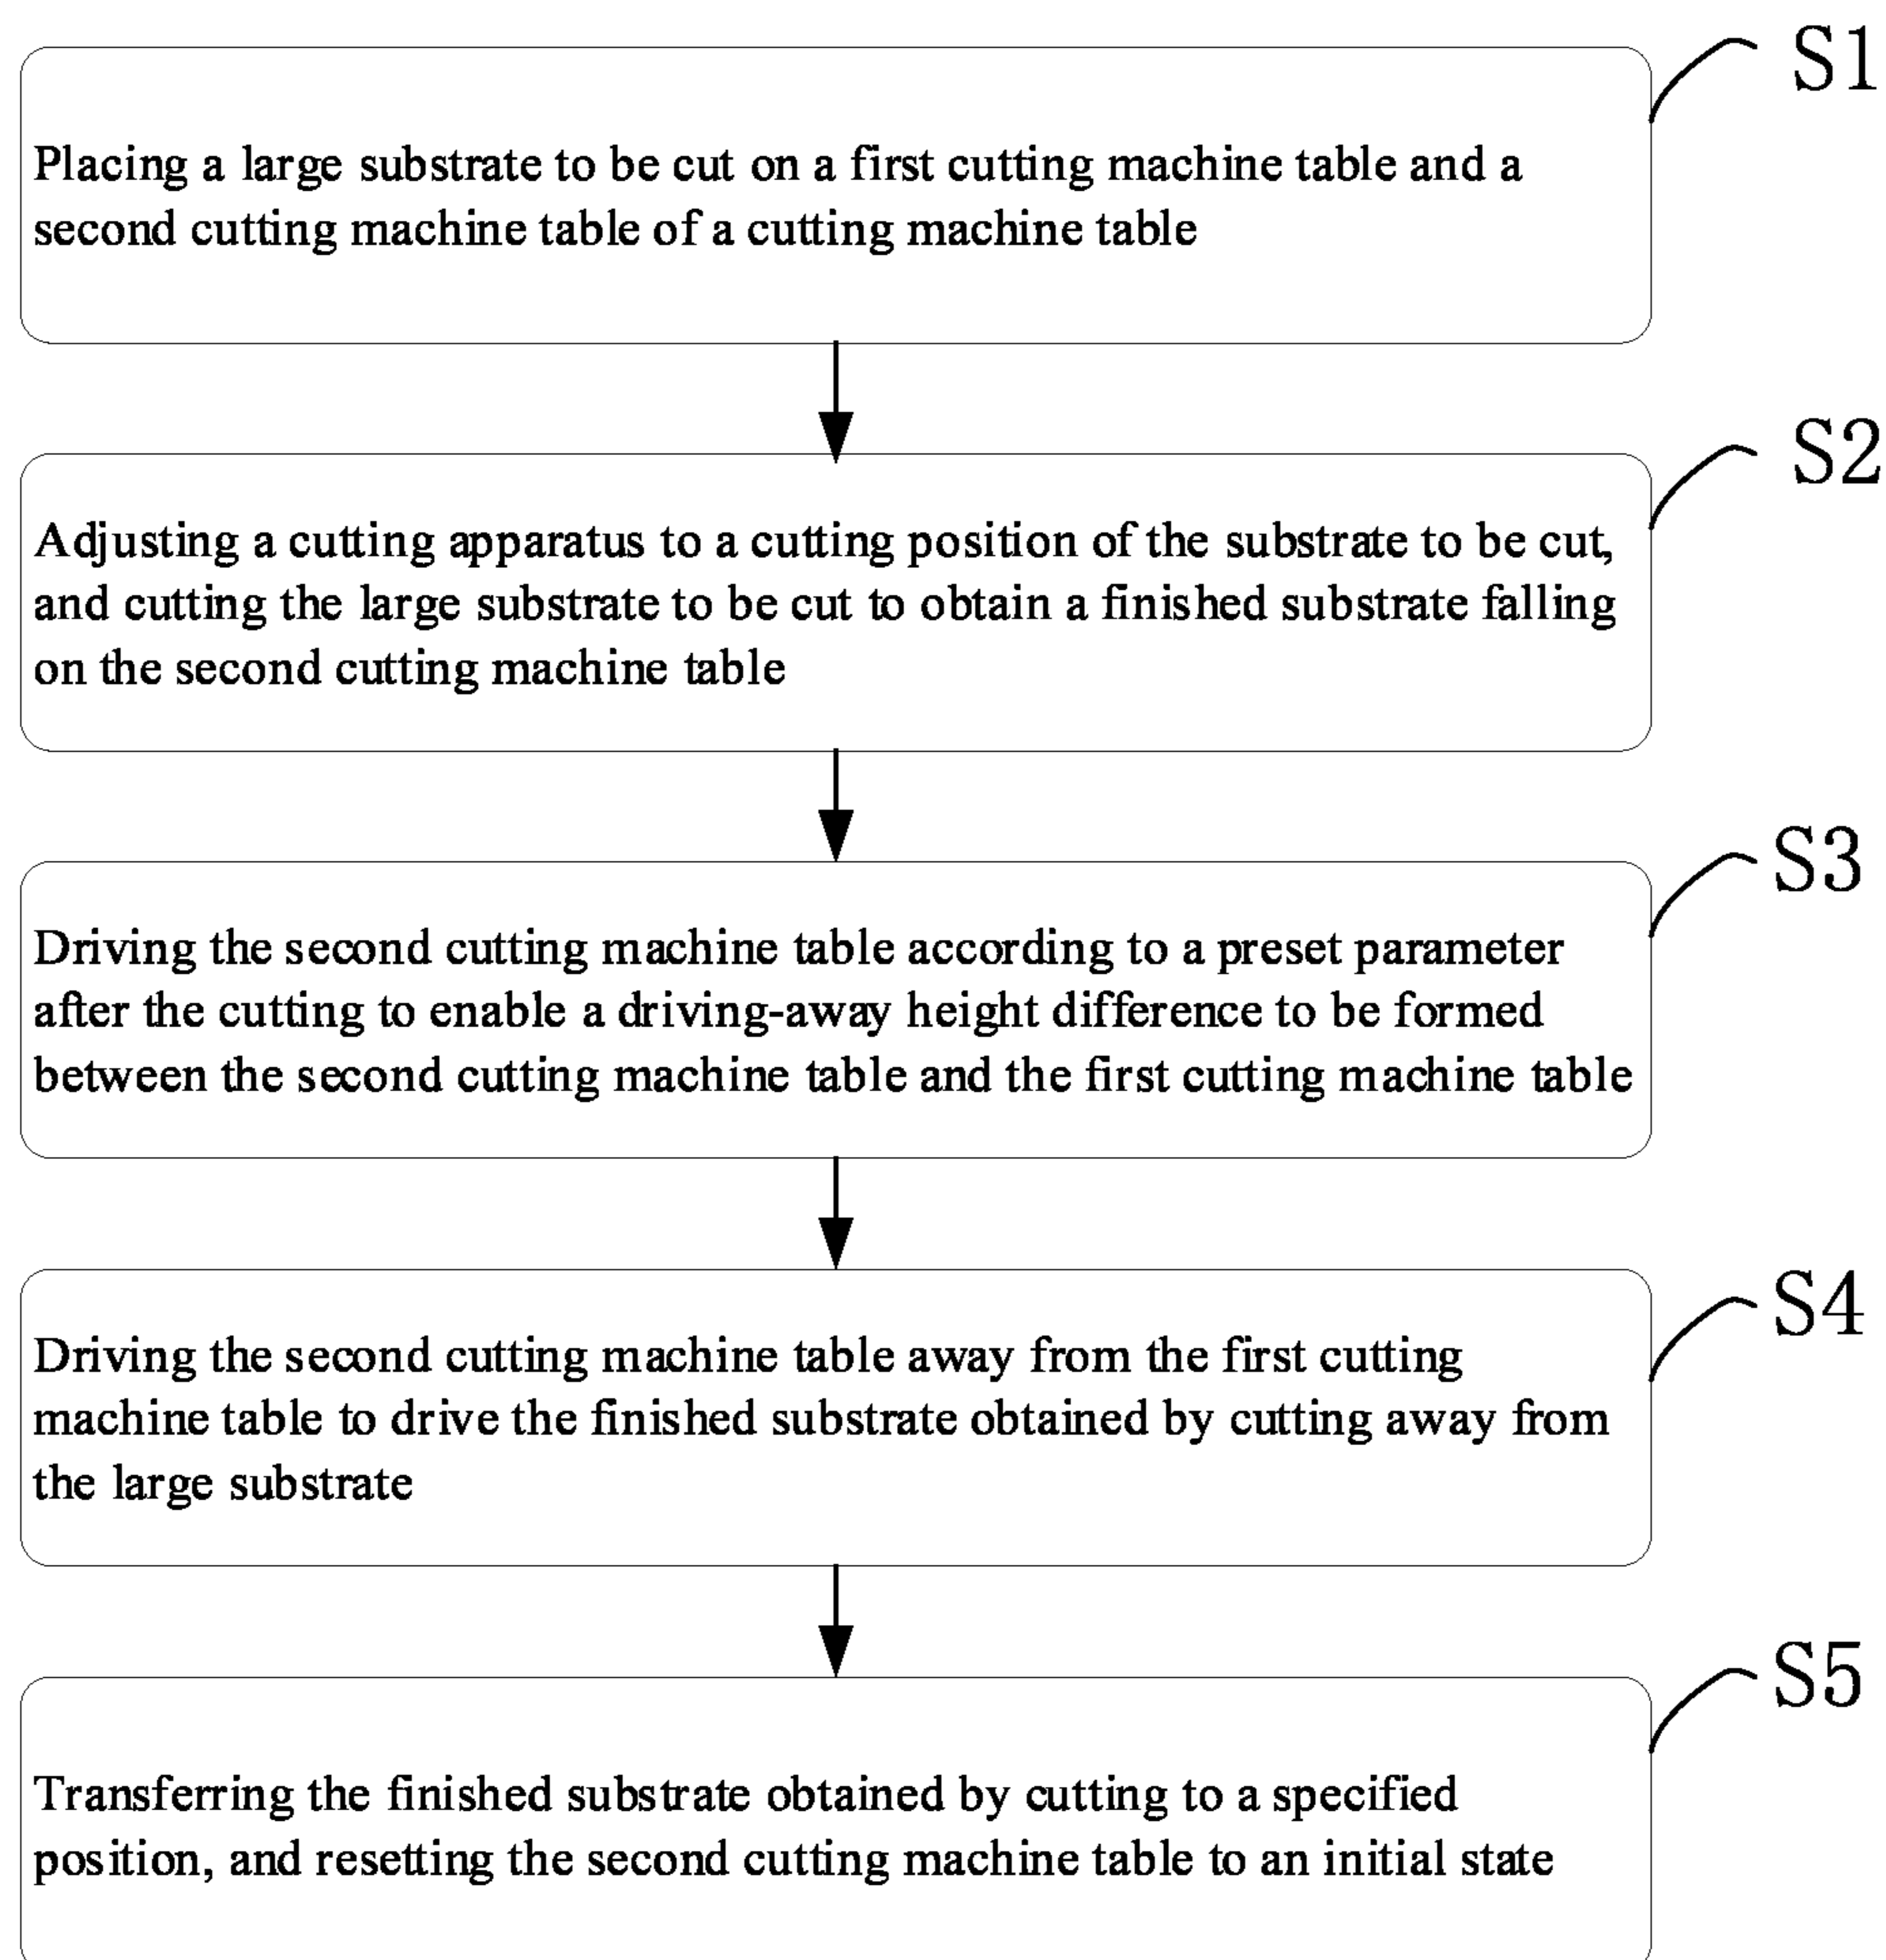 S1
Placing a large substrate to be cut on a first cutting machine table and a
second cutting machine table of a cutting machine table
S2
Adjusting a cutting apparatus to a cutting position of the substrate to be cut,
and cutting the large substrate to be cut to obtain a finished substrate falling
on the second cutting machine table
S3
Driving the second cutting machine table according to a preset parameter
after the cutting to enable a driving-away height difference to be formed
between the second cutting machine table and the first cutting machine table
S4
Driving the second cutting machine table away from the first cutting
machine table to drive the finished substrate obtained by cutting away from
the large substrate
S5
Transferring the finished substrate obtained by cutting to a specified
position, and resetting the second cutting machine table to an initial state